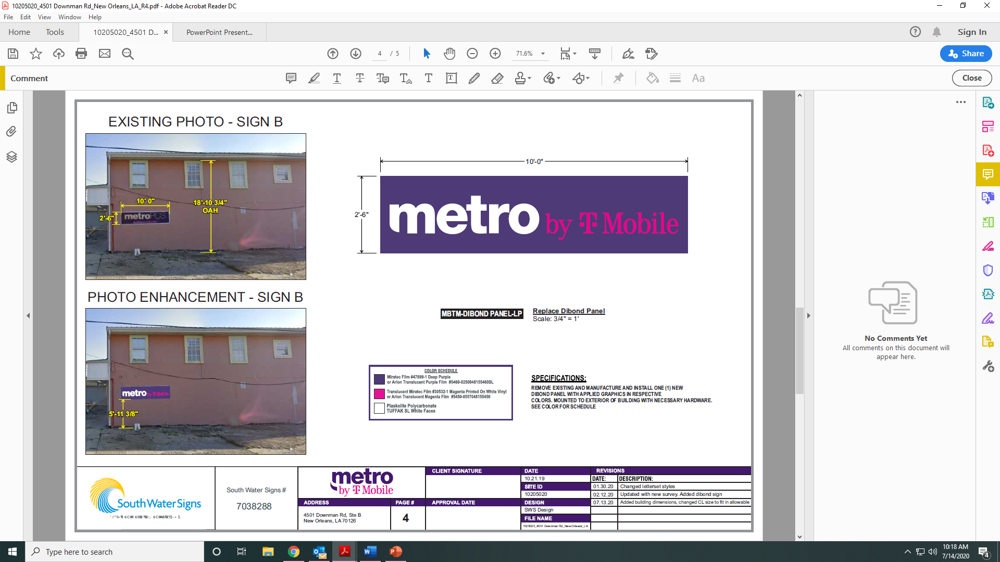 10205020_4501 Downman Rd_New Orleans_LA_R4.pdf - Adobe Acrobat Reader DC
File Edit View Window Help
Home Tools 10205020_4501 D... × PowerPoint Present... Sign In
4 / 5 71.6% Share
Comment Close
EXISTING PHOTO - SIGN B
10' 0"
18'-10 3/4"
OAH
2'-6"
metroPCS.
10'-0"
2'-6"
metro by T Mobile
PHOTO ENHANCEMENT - SIGN B
metro by T Mobile
5'-11 3/8"
MBTM-DIBOND PANEL-LP
Replace Dibond Panel
Scale: 3/4" = 1'
COLOR SCHEDULE
Miratec Film #47899-1 Deep Purple
or Arlon Translucent Purple Film #5460-0250048155460SL
Translucent Miratec Film #30532-1 Magenta Printed On White Vinyl
or Arlon Translucent Magenta Film #5450-0557048155450
Plaskolite Polycarbonate
TUFFAK SL White Faces
SPECIFICATIONS:
REMOVE EXISTING AND MANUFACTURE AND INSTALL ONE (1) NEW
DIBOND PANEL WITH APPLIED GRAPHICS IN RESPECTIVE
COLORS. MOUNTED TO EXTERIOR OF BUILDING WITH NECESSARY HARDWARE.
SEE COLOR FOR SCHEDULE
No Comments Yet
All comments on this document will
appear here.
South Water Signs
South Water Signs #
7038288
metro
by T Mobile
ADDRESS
4501 Downman Rd, Ste B
New Orleans, LA 70126
PAGE #
4
CLIENT SIGNATURE
APPROVAL DATE
DATE
10.21.19
SITE ID
10205020
DESIGN
SWS Design
FILE NAME
1025020_4501 Downman Rd_New Orleans_LA
REVISIONS
DATE: DESCRIPTION:
01.30.20 Changed letterset styles
02.12.20 Updated with new survey. Added dibond sign
07.13.20 Added building dimensions, changed CL size to fit in allowable
Type here to search
10:18 AM
7/14/2020
4